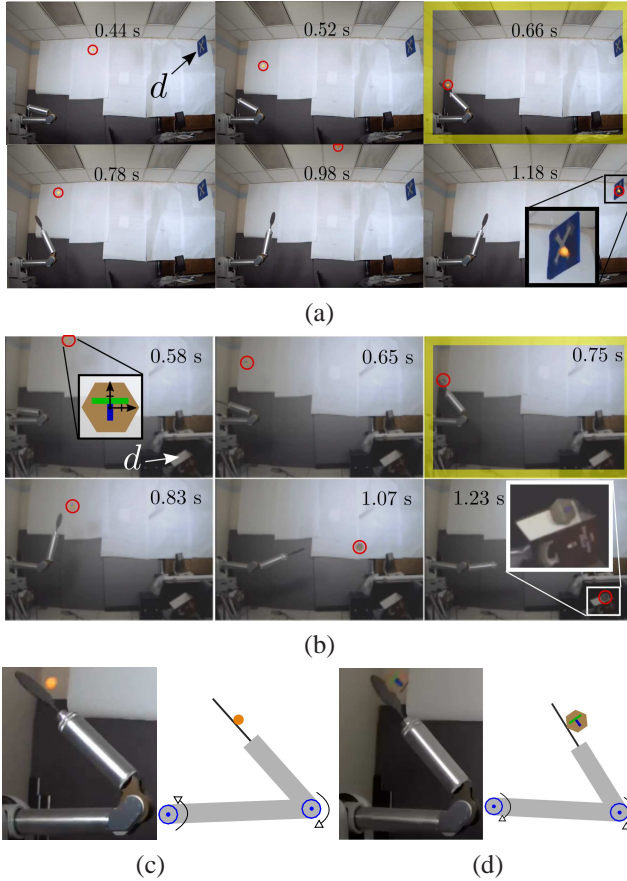 0.44 s
0.52 s
0.66 s
d
0.78 s
0.98 s
1.18 s
(a)
0.58 s
0.65 s
0.75 s
d
0.83 s
1.07 s
1.23 s
(b)
(c)
(d)